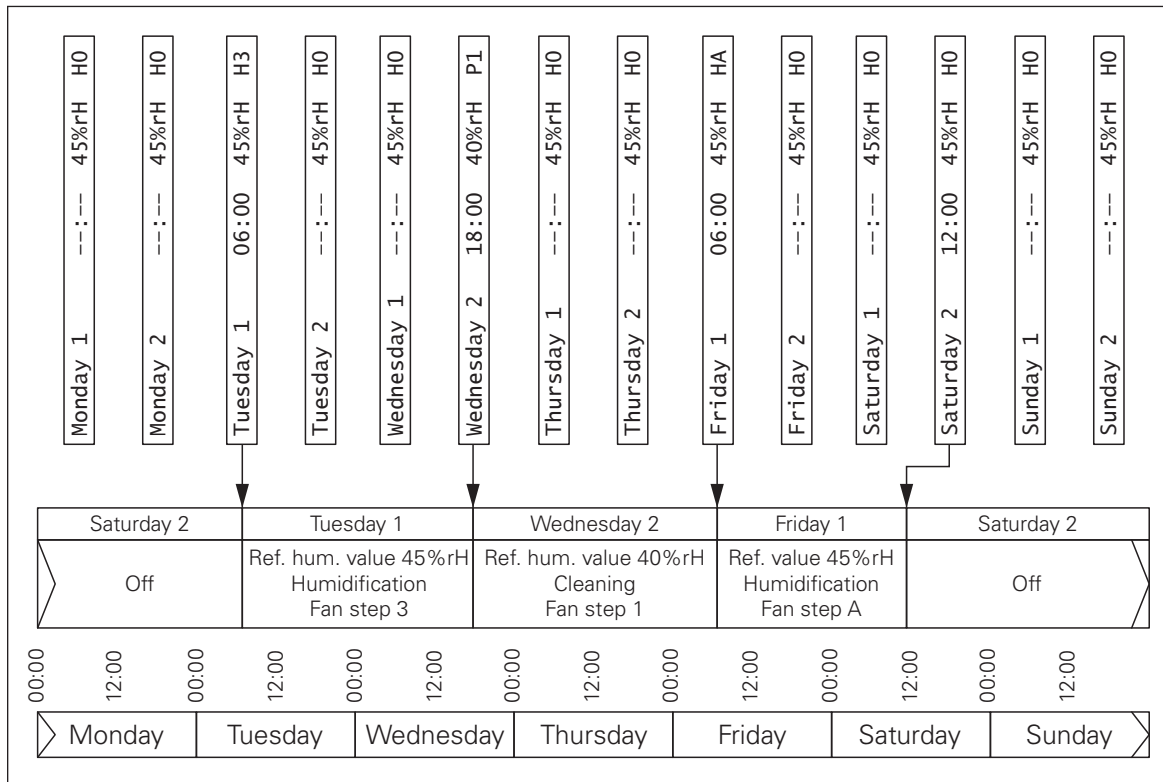 Monday 1 --:-- 45%rH H0
Monday 2 --:-- 45%rH H0
Tuesday 1 06:00 45%rH H3
Tuesday 2 --:-- 45%rH H0
Wednesday 1 --:-- 45%rH H0
Wednesday 2 18:00 40%rH P1
Thursday 1 --:-- 45%rH H0
Thursday 2 --:-- 45%rH H0
Friday 1 06:00 45%rH HA
Friday 2 --:-- 45%rH H0
Saturday 1 --:-- 45%rH H0
Saturday 2 12:00 45%rH H0
Sunday 1 --:-- 45%rH H0
Sunday 2 --:-- 45%rH H0
Saturday 2
Tuesday 1
Wednesday 2
Friday 1
Saturday 2
Off
Ref. hum. value 45%rH
Humidification
Fan step 3
Ref. hum. value 40%rH
Cleaning
Fan step 1
Ref. value 45%rH
Humidification
Fan step A
Off
00:00
12:00
00:00
12:00
00:00
12:00
00:00
12:00
00:00
12:00
00:00
12:00
00:00
12:00
Monday
Tuesday
Wednesday
Thursday
Friday
Saturday
Sunday